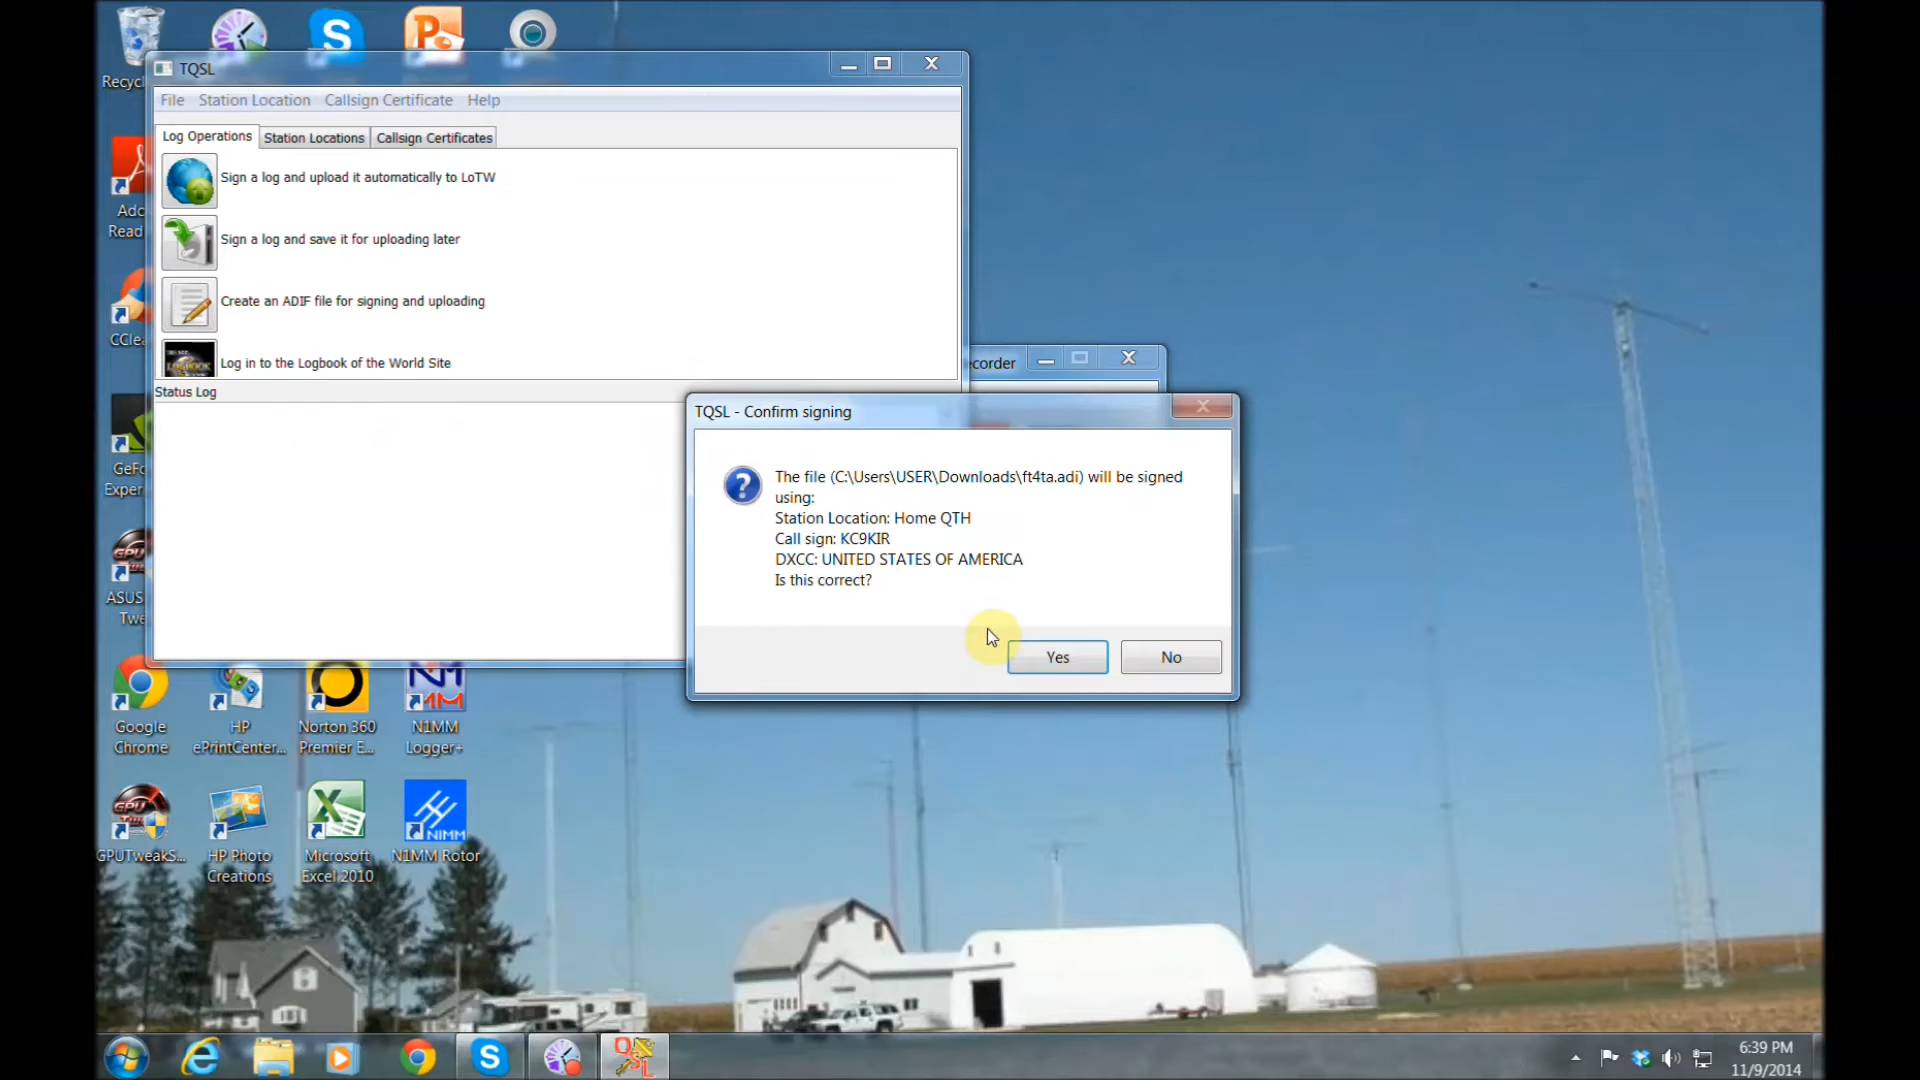 Recycl
TQSL
File Station Location Callsign Certificate Help
Log Operations Station Locations Callsign Certificates
Sign a log and upload it automatically to LoTW
Sign a log and save it for uploading later
Create an ADIF file for signing and uploading
Log in to the Logbook of the World Site
Status Log
Read
CClea
GeFo
Exper
ASUS
Twe
ecorder
TQSL - Confirm signing
The file (C:\Users\USER\Downloads\ft4ta.adi) will be signed
using:
Station Location: Home QTH
Call sign: KC9KIR
DXCC: UNITED STATES OF AMERICA
Is this correct?
Yes No
Google
Chrome
HP
ePrintCenter...
Norton 360
Premier E...
N1MM
Logger+
GPUTweakS...
HP Photo
Creations
Microsoft
Excel 2010
N1MM
N1MM Rotor
QSL
6:39 PM
11/9/2014